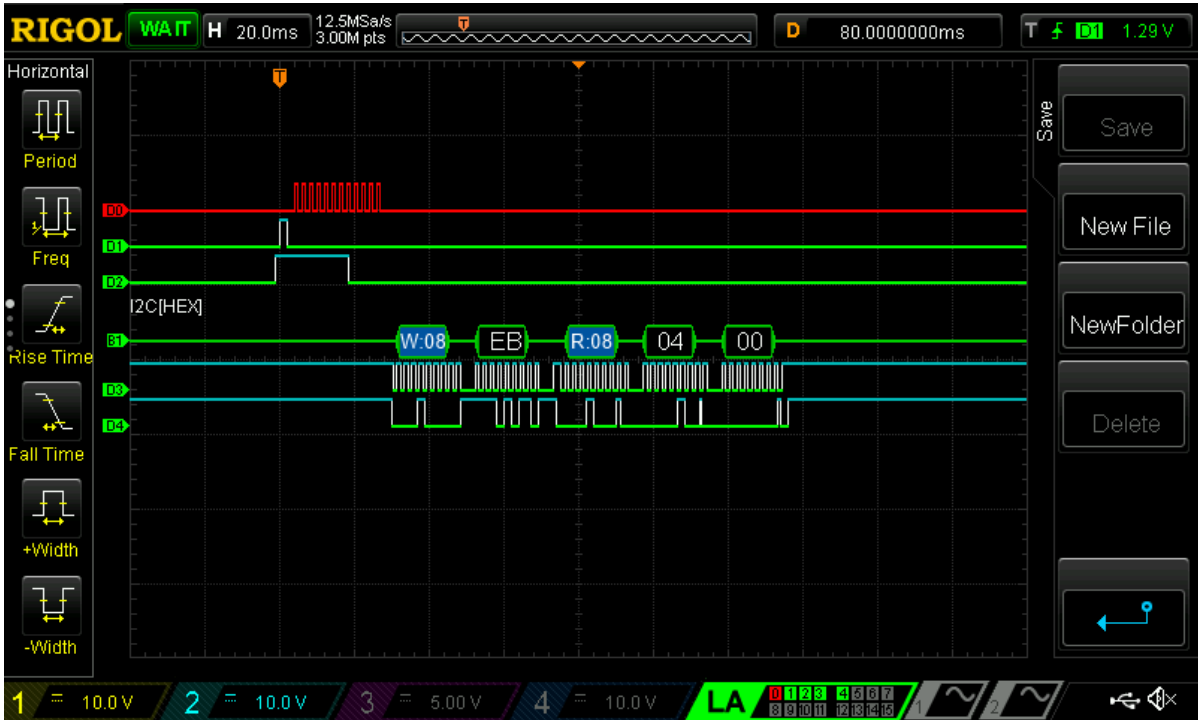 RIGOL WAIT H 20.0ms 12.5MSa/s T D 80.0000000ms T D1 1.29 V
3.00M pts
Horizontal
Period
Freq
Rise Time
Fall Time
+Width
-Width
T
D0
D1
D2
I2C[HEX]
B1 W:08 EB R:08 04 00
D3
D4
Save
Save
New File
NewFolder
Delete
1 = 10.0 V 2 = 10.0 V 3 = 5.00 V 4 = 10.0 V LA 0 1 2 3 4 5 6 7 1 2
8 9 10 11 12 13 14 15